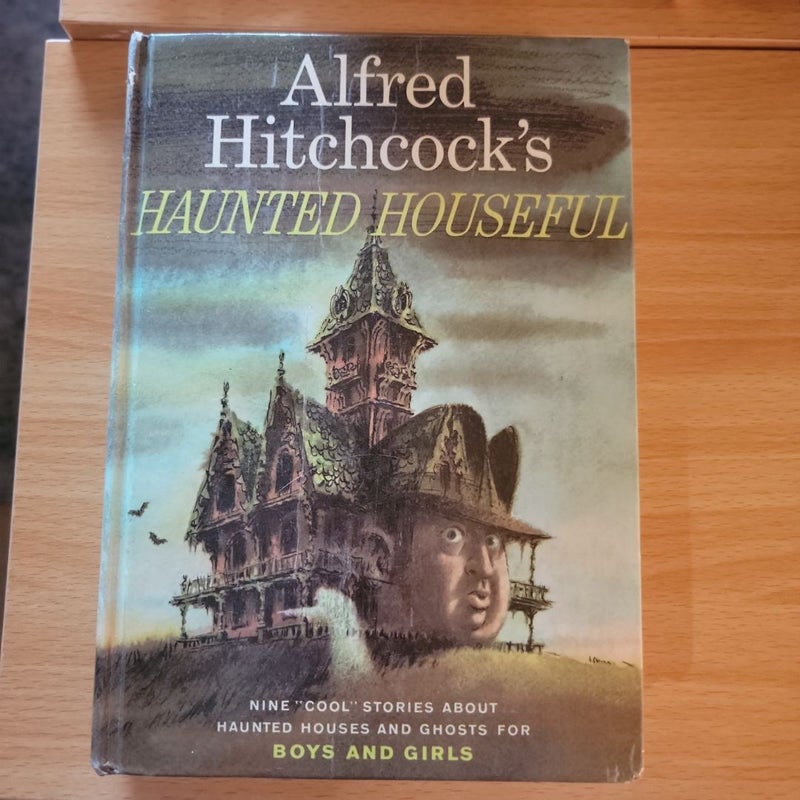 Alfred
Hitchcock's
HAUNTED HOUSEFUL
NINE "COOL" STORIES ABOUT
HAUNTED HOUSES AND GHOSTS FOR
BOYS AND GIRLS